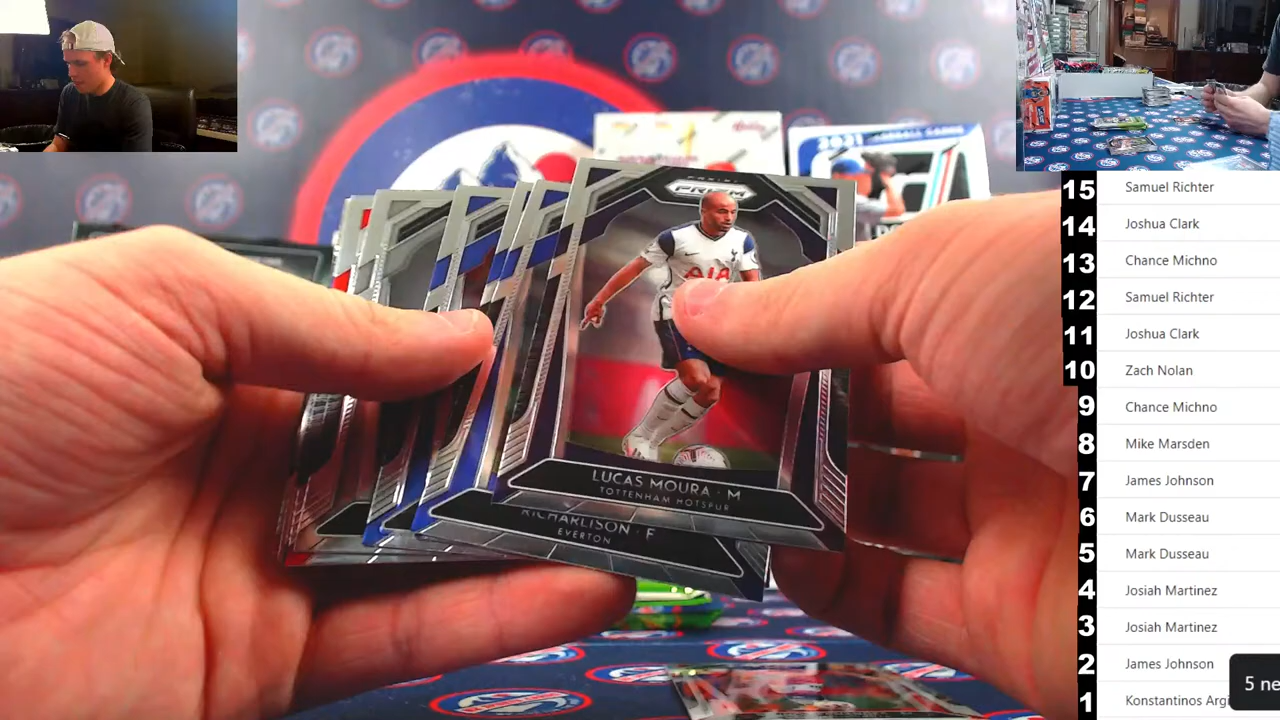 2021
PANINI
PRIZM
AIA
LUCAS MOURA · M
TOTTENHAM HOTSPUR
RICHARLISON · F
EVERTON
15 Samuel Richter
14 Joshua Clark
13 Chance Michno
12 Samuel Richter
11 Joshua Clark
10 Zach Nolan
9 Chance Michno
8 Mike Marsden
7 James Johnson
6 Mark Dusseau
5 Mark Dusseau
4 Josiah Martinez
3 Josiah Martinez
2 James Johnson
1 Konstantinos Argi
5 ne